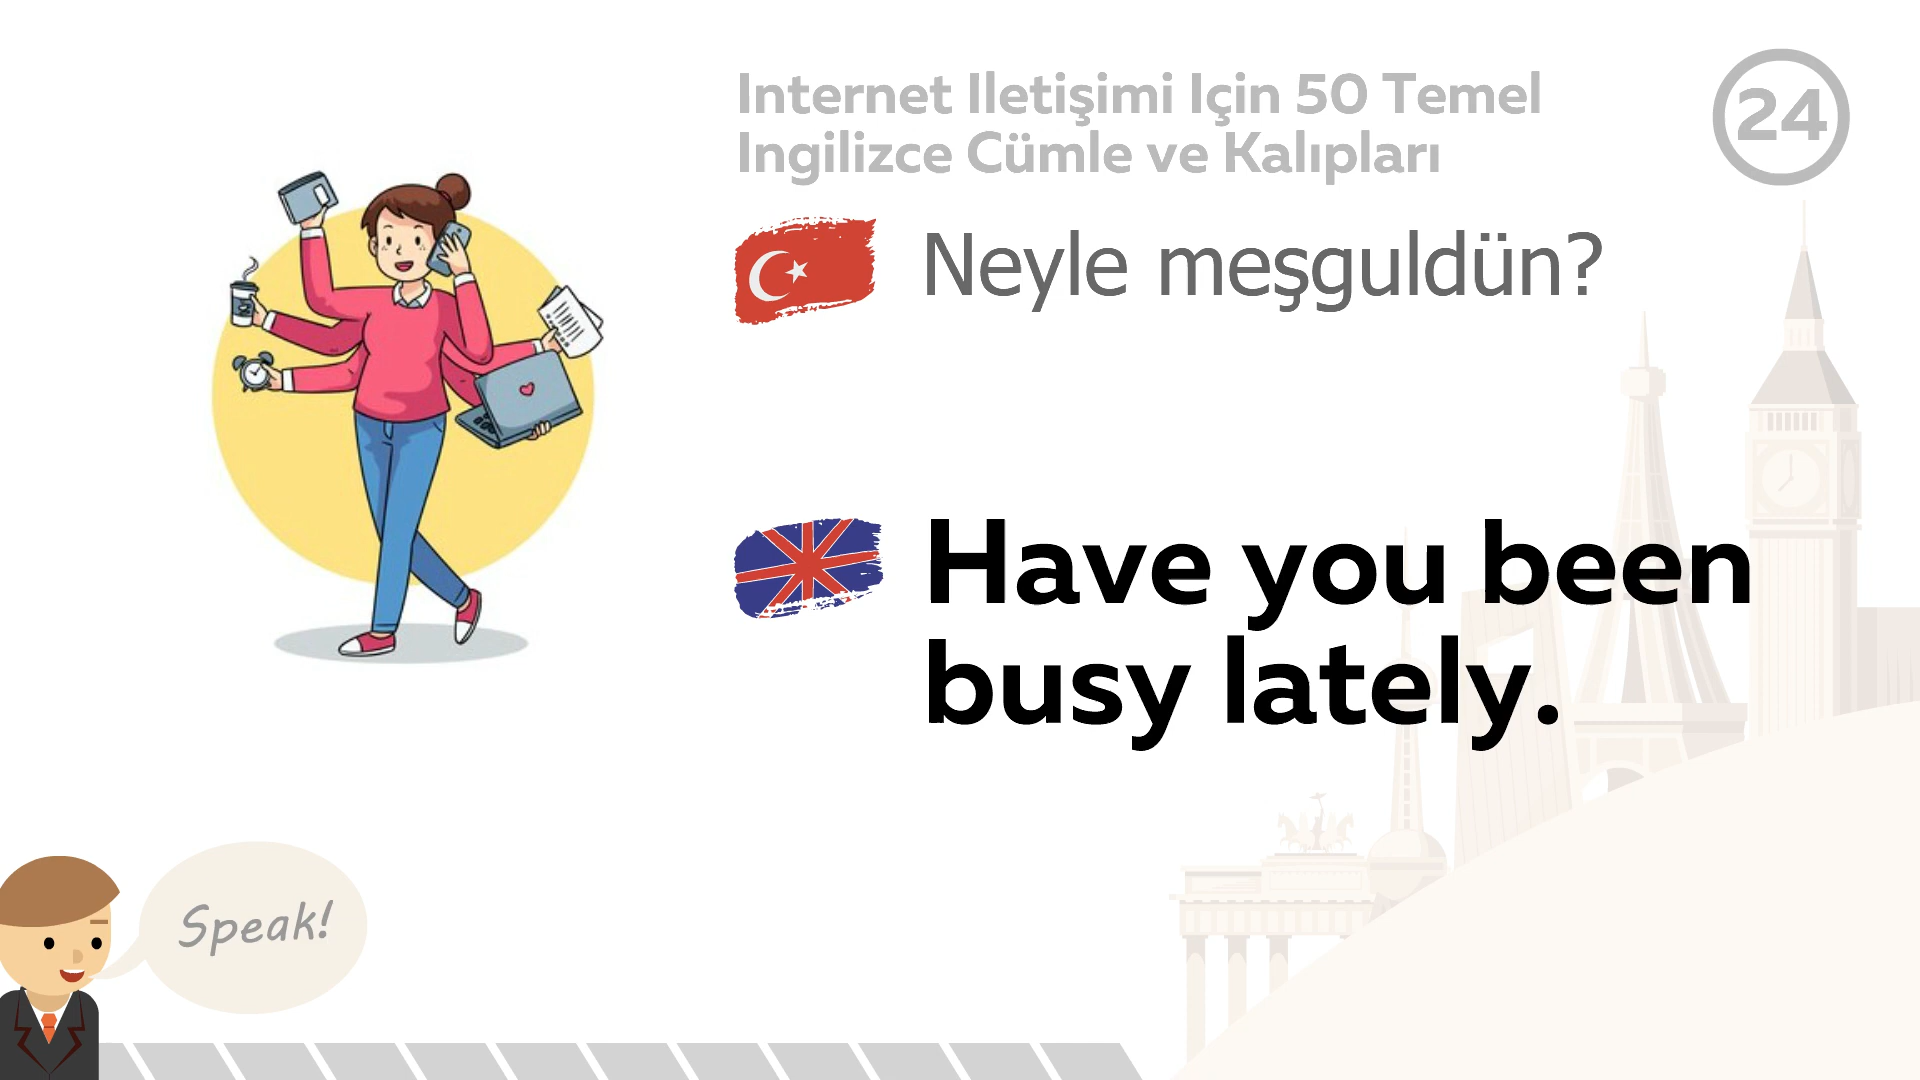 Internet Iletişimi Için 50 Temel
Ingilizce Cümle ve Kalıpları
24
Neyle meşguldün?
Have you been
busy lately.
Speak!